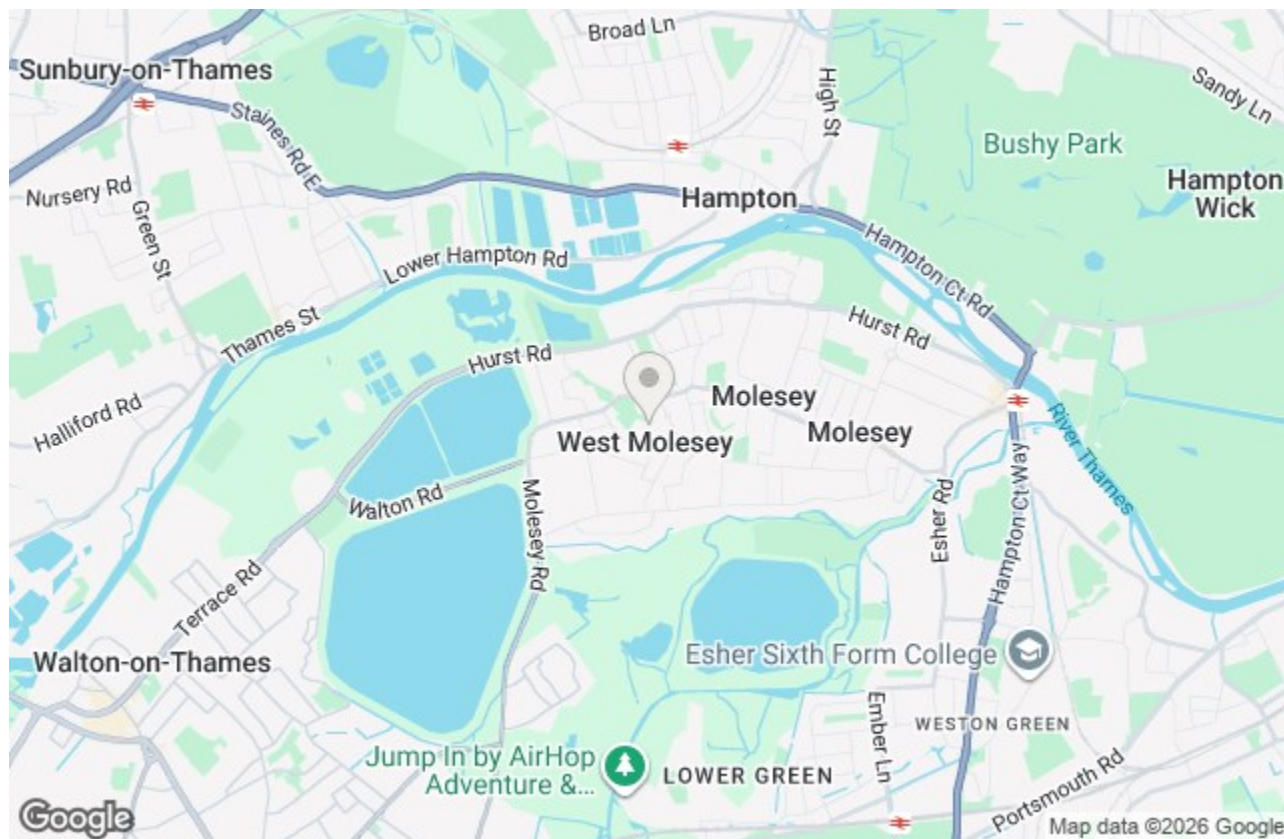 Broad Ln
Sunbury-on-Thames
High St
Sandy Ln
Staines Rd E
Bushy Park
Nursery Rd
Hampton
Hampton
Wick
Green St
Lower Hampton Rd
Hampton Ct Rd
Thames St
Hurst Rd
Hurst Rd
Halliford Rd
Molesey
Molesey
West Molesey
River Thames
Walton Rd
Molesey Rd
Esher Rd
Hampton Ct Way
Terrace Rd
Walton-on-Thames
Esher Sixth Form College
Ember Ln
WESTON GREEN
Jump In by AirHop
Adventure &...
LOWER GREEN
Portsmouth Rd
Google
Map data ©2026 Google